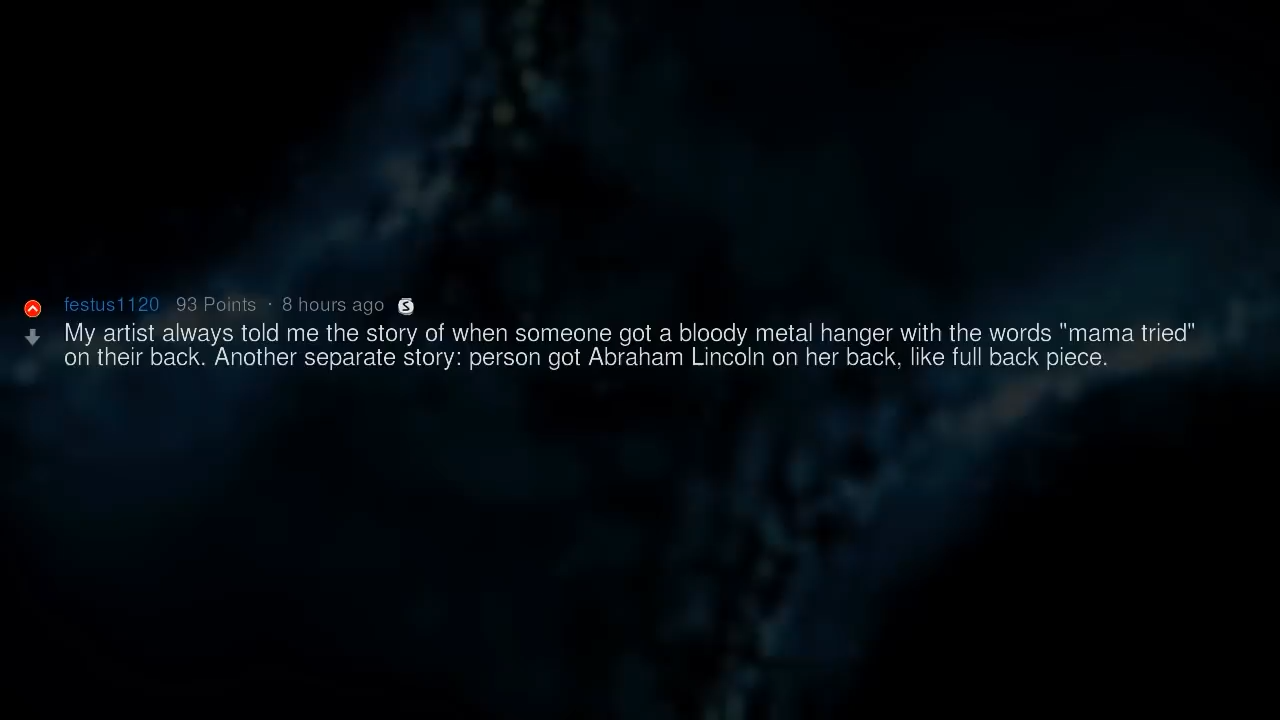 festus1120 93 Points · 8 hours ago S
My artist always told me the story of when someone got a bloody metal hanger with the words "mama tried"
on their back. Another separate story: person got Abraham Lincoln on her back, like full back piece.